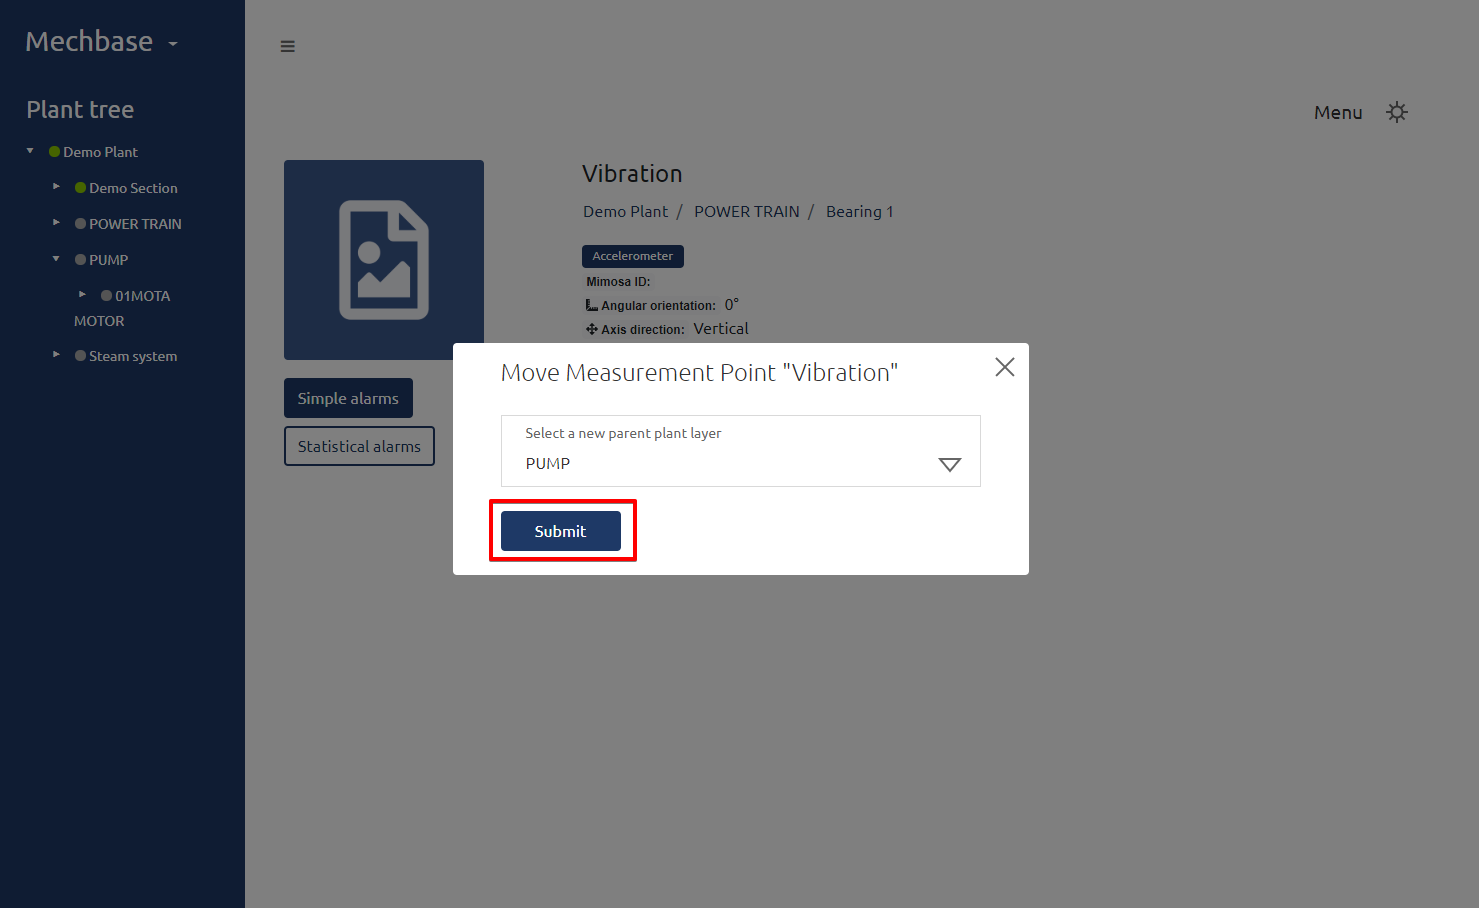 Mechbase
Plant tree
Demo Plant
Demo Section
POWER TRAIN
PUMP
01MOTA
MOTOR
Steam system
Menu
Vibration
Demo Plant / POWER TRAIN / Bearing 1
Accelerometer
Mimosa ID:
Angular orientation: 0°
Axis direction: Vertical
Simple alarms
Statistical alarms
Move Measurement Point "Vibration"
Select a new parent plant layer
PUMP
Submit